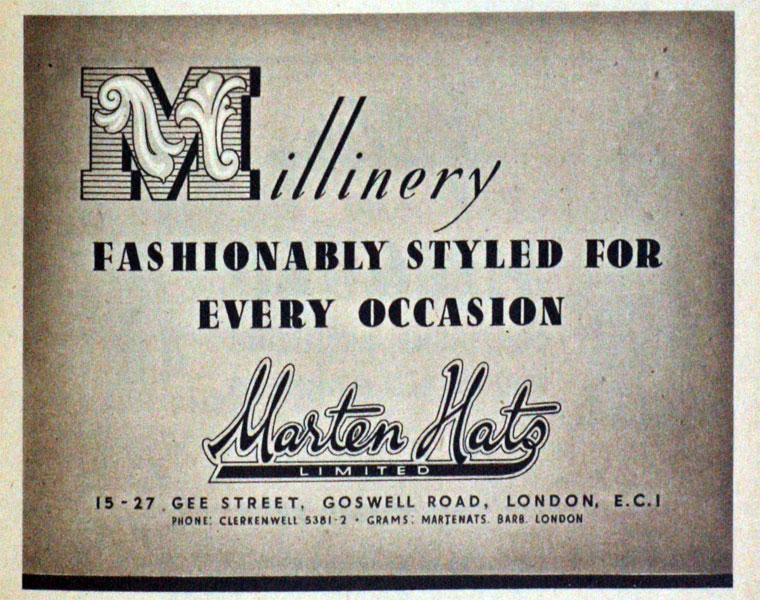 Millinery
FASHIONABLY STYLED FOR
EVERY OCCASION
Marten Hats
LIMITED
15-27 GEE STREET, GOSWELL ROAD, LONDON, E.C.1
PHONE: CLERKENWELL 5381-2 • GRAMS: MARTENATS. BARB. LONDON